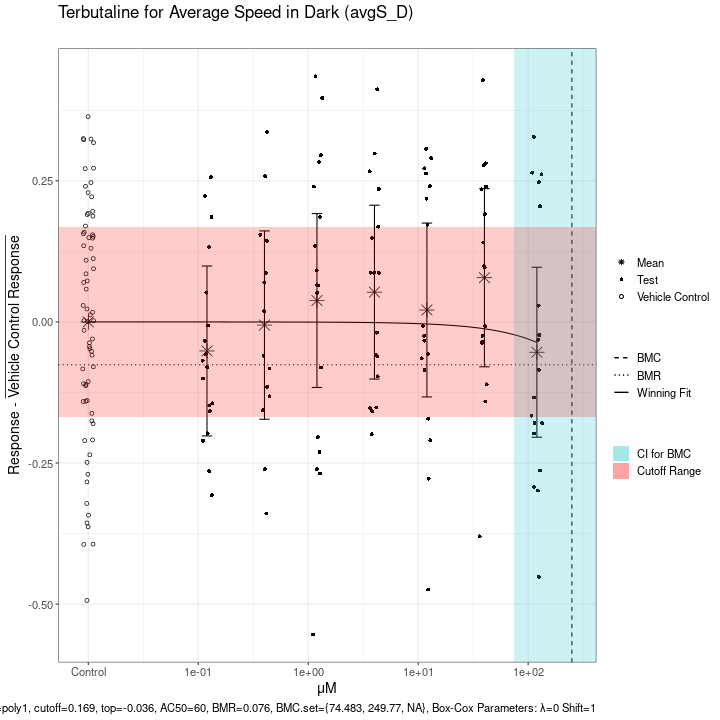 Terbutaline for Average Speed in Dark (avgS_D)
Response - Vehicle Control Response
0.25
0.00
-0.25
-0.50
Control
1e-01
1e+00
1e+01
1e+02
μM
Mean
Test
Vehicle Control
BMC
BMR
Winning Fit
CI for BMC
Cutoff Range
=poly1, cutoff=0.169, top=-0.036, AC50=60, BMR=0.076, BMC.set={74.483, 249.77, NA}, Box-Cox Parameters: λ=0 Shift=1